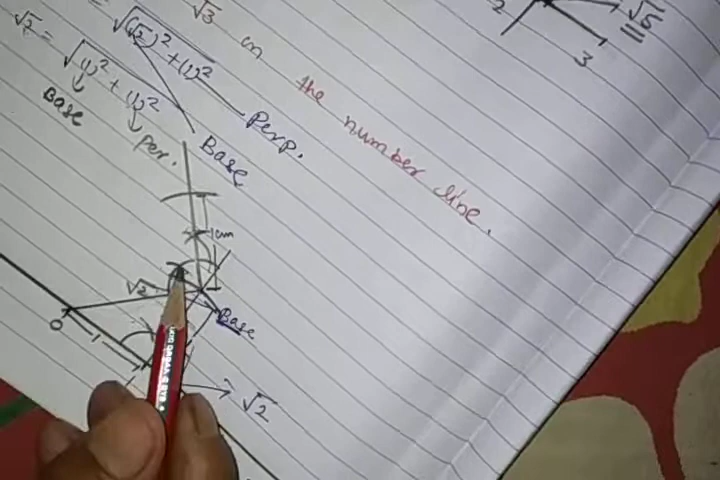 √3 on the number line.
= √(√2)² + (1)²
√2 = √(1)² + (1)²
Base
Per.
Base
Perp.
1cm
√2
Base
0
1
√2
2
3
√5